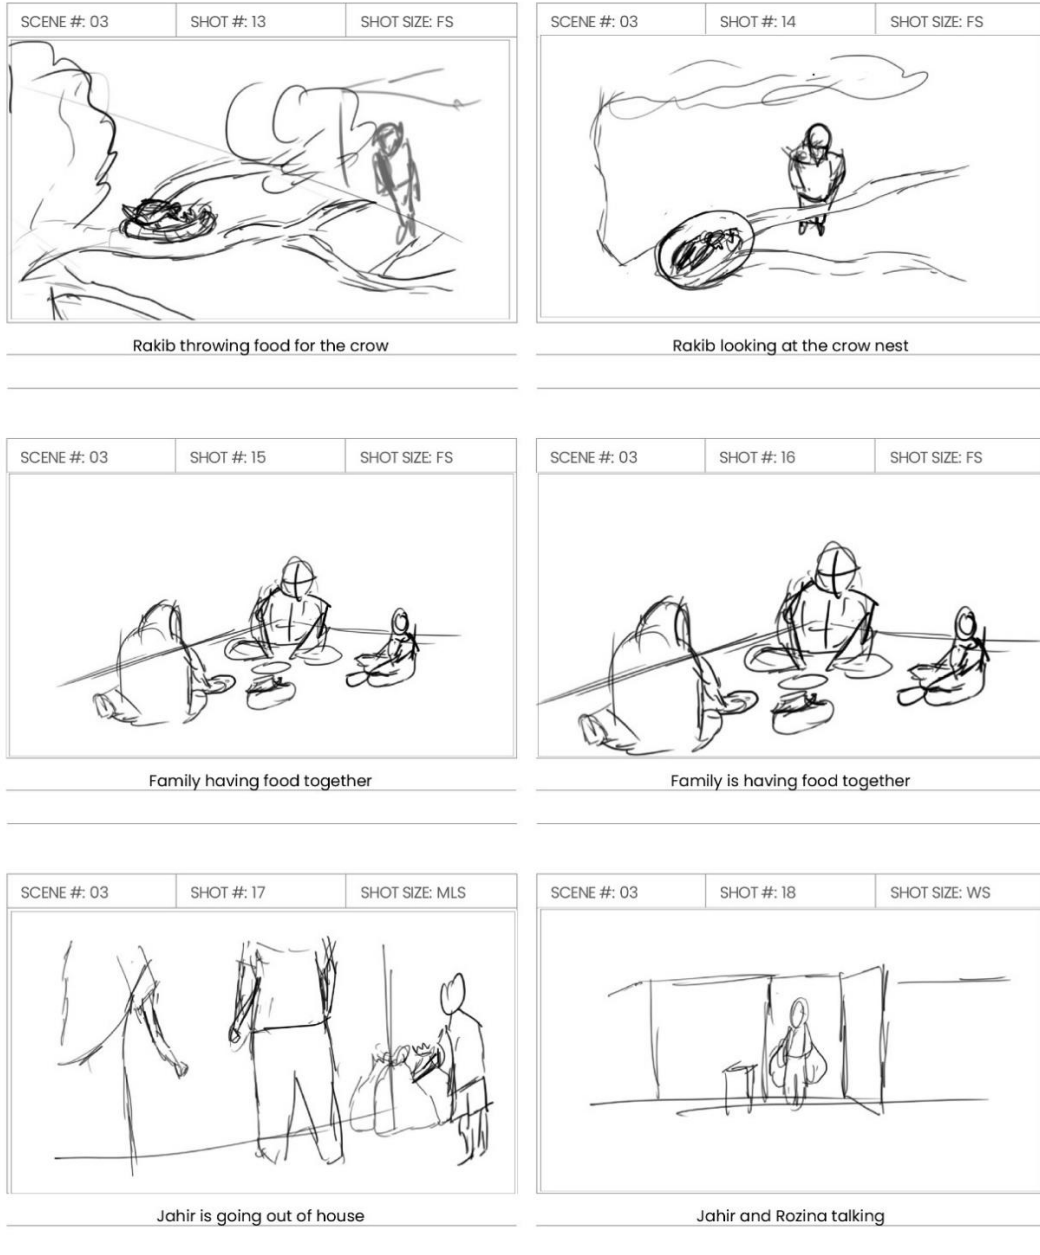 SCENE #: 03 SHOT #: 13 SHOT SIZE: FS
SCENE #: 03 SHOT #: 14 SHOT SIZE: FS
Rakib throwing food for the crow
Rakib looking at the crow nest
SCENE #: 03 SHOT #: 15 SHOT SIZE: FS
SCENE #: 03 SHOT #: 16 SHOT SIZE: FS
Family having food together
Family is having food together
SCENE #: 03 SHOT #: 17 SHOT SIZE: MLS
SCENE #: 03 SHOT #: 18 SHOT SIZE: WS
Jahir is going out of house
Jahir and Rozina talking